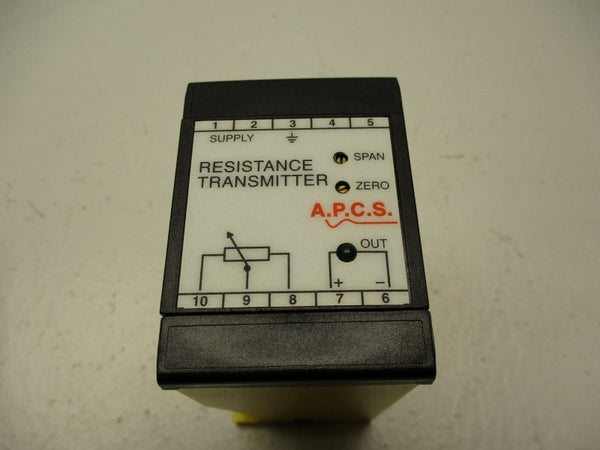 1 2 3 4 5
SUPPLY
SPAN
RESISTANCE
TRANSMITTER
ZERO
A.P.C.S.
OUT
+ −
10 9 8 7 6